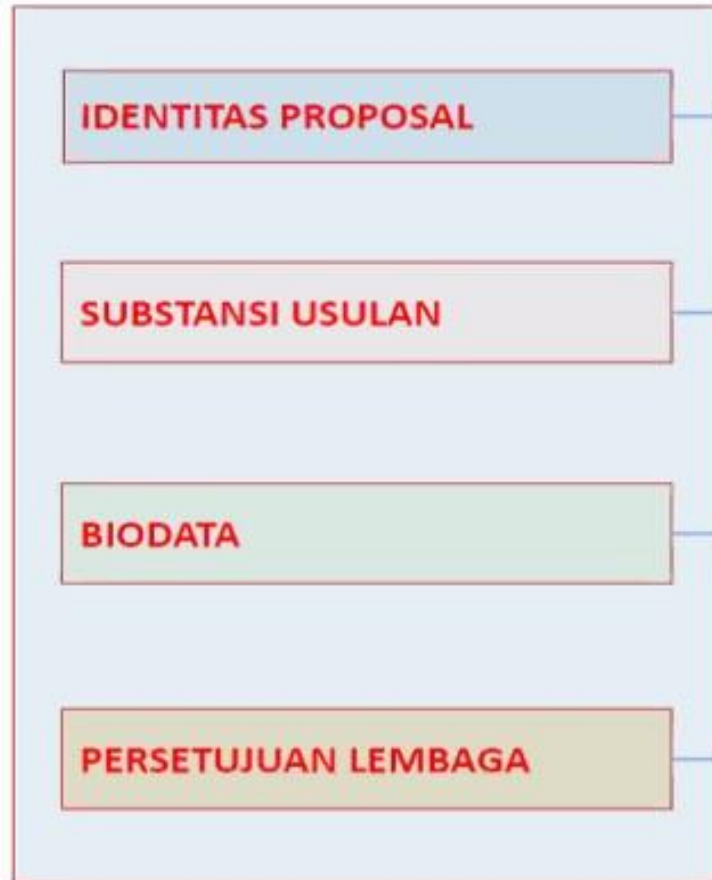 IDENTITAS PROPOSAL
SUBSTANSI USULAN
BIODATA
PERSETUJUAN LEMBAGA